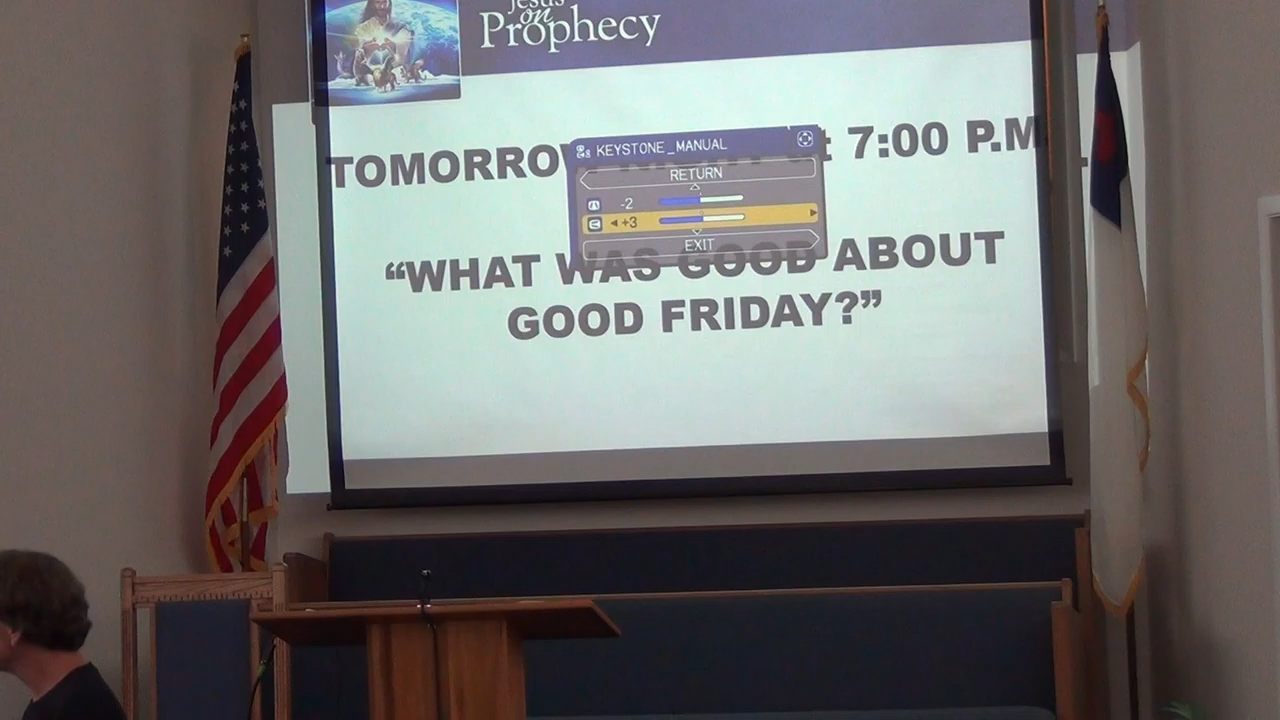 Jesus
on
Prophecy
TOMORROW 7:00 P.M.
KEYSTONE_MANUAL
RETURN
-2
+3
EXIT
“WHAT WAS GOOD ABOUT
GOOD FRIDAY?”